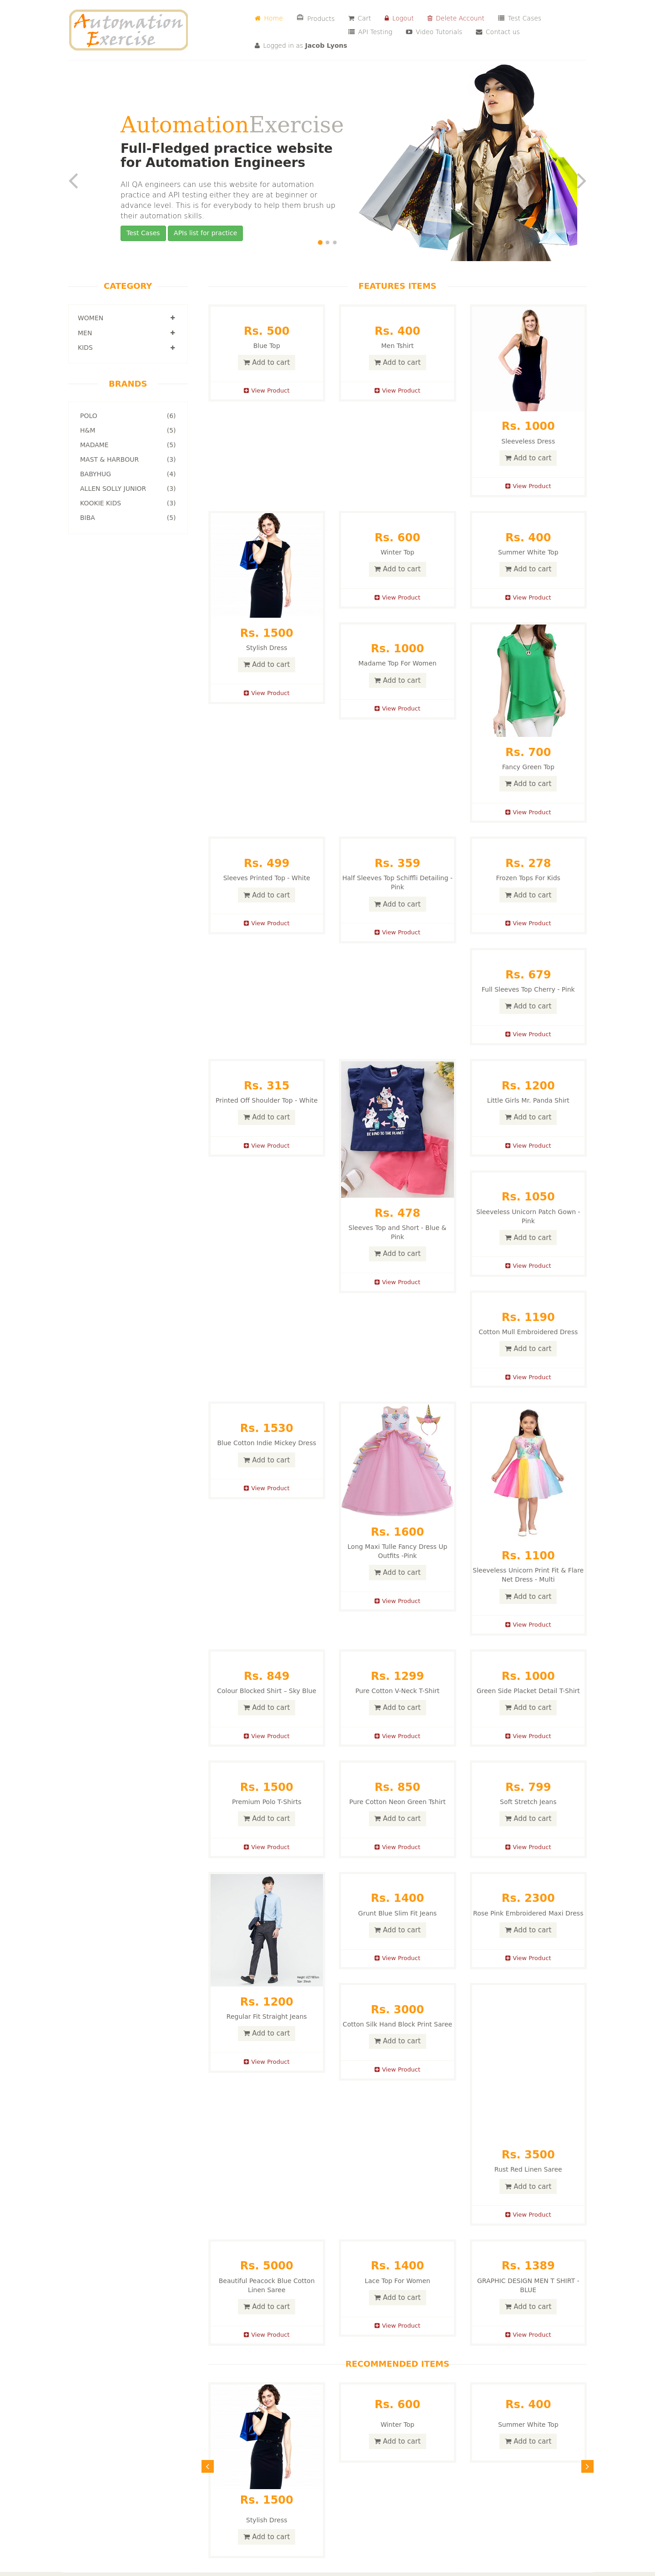 Automation
Exercise
Home
Products
Cart
Logout
Delete Account
Test Cases
API Testing
Video Tutorials
Contact us
Logged in as Jacob Lyons
AutomationExercise
Full-Fledged practice website
for Automation Engineers
All QA engineers can use this website for automation
practice and API testing either they are at beginner or
advance level. This is for everybody to help them brush up
their automation skills.
Test Cases
APIs list for practice
CATEGORY
WOMEN
MEN
KIDS
BRANDS
POLO (6)
H&M (5)
MADAME (5)
MAST & HARBOUR (3)
BABYHUG (4)
ALLEN SOLLY JUNIOR (3)
KOOKIE KIDS (3)
BIBA (5)
FEATURES ITEMS
Rs. 500
Blue Top
Add to cart
View Product
Rs. 400
Men Tshirt
Add to cart
View Product
Rs. 1000
Sleeveless Dress
Add to cart
View Product
Rs. 1500
Stylish Dress
Add to cart
View Product
Rs. 600
Winter Top
Add to cart
View Product
Rs. 400
Summer White Top
Add to cart
View Product
Rs. 1000
Madame Top For Women
Add to cart
View Product
Rs. 700
Fancy Green Top
Add to cart
View Product
Rs. 499
Sleeves Printed Top - White
Add to cart
View Product
Rs. 359
Half Sleeves Top Schiffli Detailing -
Pink
Add to cart
View Product
Rs. 278
Frozen Tops For Kids
Add to cart
View Product
Rs. 679
Full Sleeves Top Cherry - Pink
Add to cart
View Product
Rs. 315
Printed Off Shoulder Top - White
Add to cart
View Product
BE KIND TO THE PLANET
Rs. 478
Sleeves Top and Short - Blue &
Pink
Add to cart
View Product
Rs. 1200
Little Girls Mr. Panda Shirt
Add to cart
View Product
Rs. 1050
Sleeveless Unicorn Patch Gown -
Pink
Add to cart
View Product
Rs. 1190
Cotton Mull Embroidered Dress
Add to cart
View Product
Rs. 1530
Blue Cotton Indie Mickey Dress
Add to cart
View Product
Rs. 1600
Long Maxi Tulle Fancy Dress Up
Outfits -Pink
Add to cart
View Product
Rs. 1100
Sleeveless Unicorn Print Fit & Flare
Net Dress - Multi
Add to cart
View Product
Rs. 849
Colour Blocked Shirt – Sky Blue
Add to cart
View Product
Rs. 1299
Pure Cotton V-Neck T-Shirt
Add to cart
View Product
Rs. 1000
Green Side Placket Detail T-Shirt
Add to cart
View Product
Rs. 1500
Premium Polo T-Shirts
Add to cart
View Product
Rs. 850
Pure Cotton Neon Green Tshirt
Add to cart
View Product
Rs. 799
Soft Stretch Jeans
Add to cart
View Product
Rs. 1200
Regular Fit Straight Jeans
Add to cart
View Product
Rs. 1400
Grunt Blue Slim Fit Jeans
Add to cart
View Product
Rs. 2300
Rose Pink Embroidered Maxi Dress
Add to cart
View Product
Rs. 3000
Cotton Silk Hand Block Print Saree
Add to cart
View Product
Rs. 3500
Rust Red Linen Saree
Add to cart
View Product
Rs. 5000
Beautiful Peacock Blue Cotton
Linen Saree
Add to cart
View Product
Rs. 1400
Lace Top For Women
Add to cart
View Product
Rs. 1389
GRAPHIC DESIGN MEN T SHIRT -
BLUE
Add to cart
View Product
RECOMMENDED ITEMS
Rs. 1500
Stylish Dress
Add to cart
Rs. 600
Winter Top
Add to cart
Rs. 400
Summer White Top
Add to cart